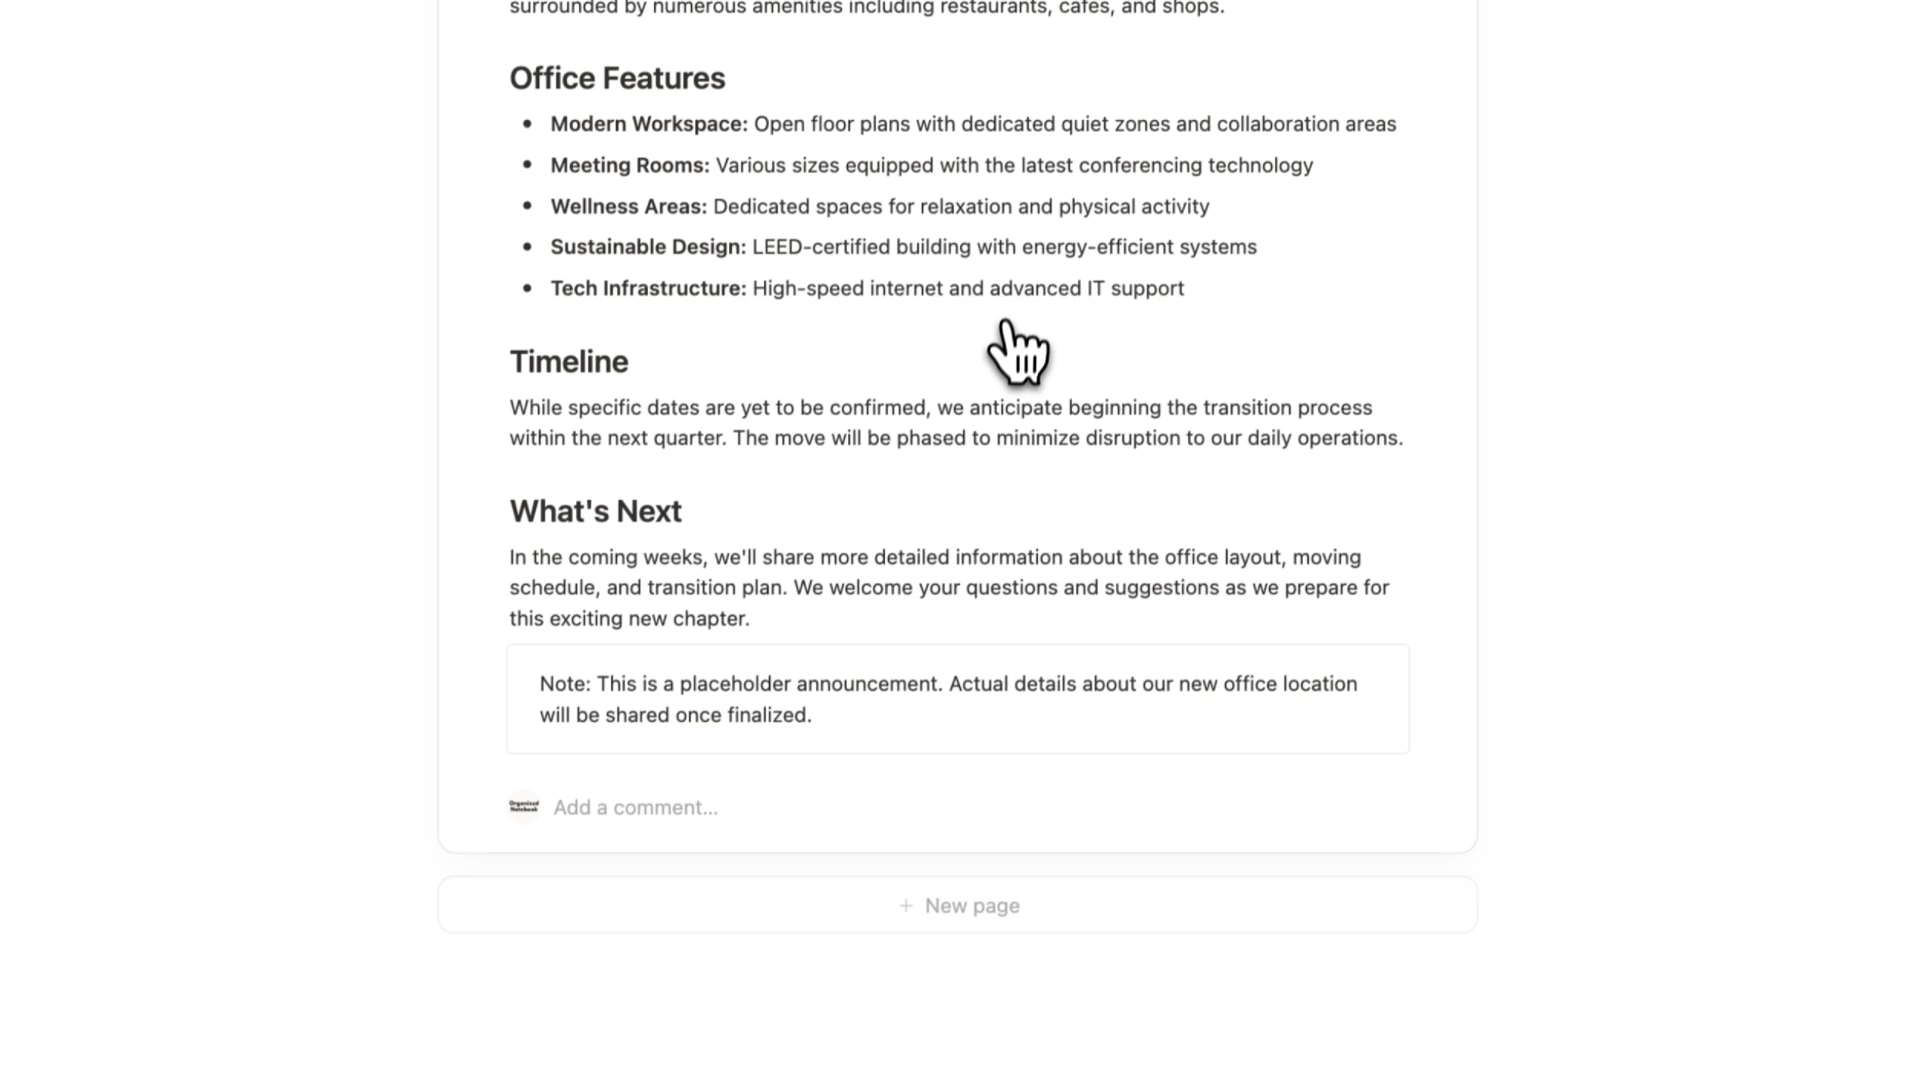 surrounded by numerous amenities including restaurants, cafes, and shops.
Office Features
• Modern Workspace: Open floor plans with dedicated quiet zones and collaboration areas
• Meeting Rooms: Various sizes equipped with the latest conferencing technology
• Wellness Areas: Dedicated spaces for relaxation and physical activity
• Sustainable Design: LEED-certified building with energy-efficient systems
• Tech Infrastructure: High-speed internet and advanced IT support
Timeline
While specific dates are yet to be confirmed, we anticipate beginning the transition process
within the next quarter. The move will be phased to minimize disruption to our daily operations.
What's Next
In the coming weeks, we'll share more detailed information about the office layout, moving
schedule, and transition plan. We welcome your questions and suggestions as we prepare for
this exciting new chapter.
Note: This is a placeholder announcement. Actual details about our new office location
will be shared once finalized.
Organized
Notebook
Add a comment...
+ New page